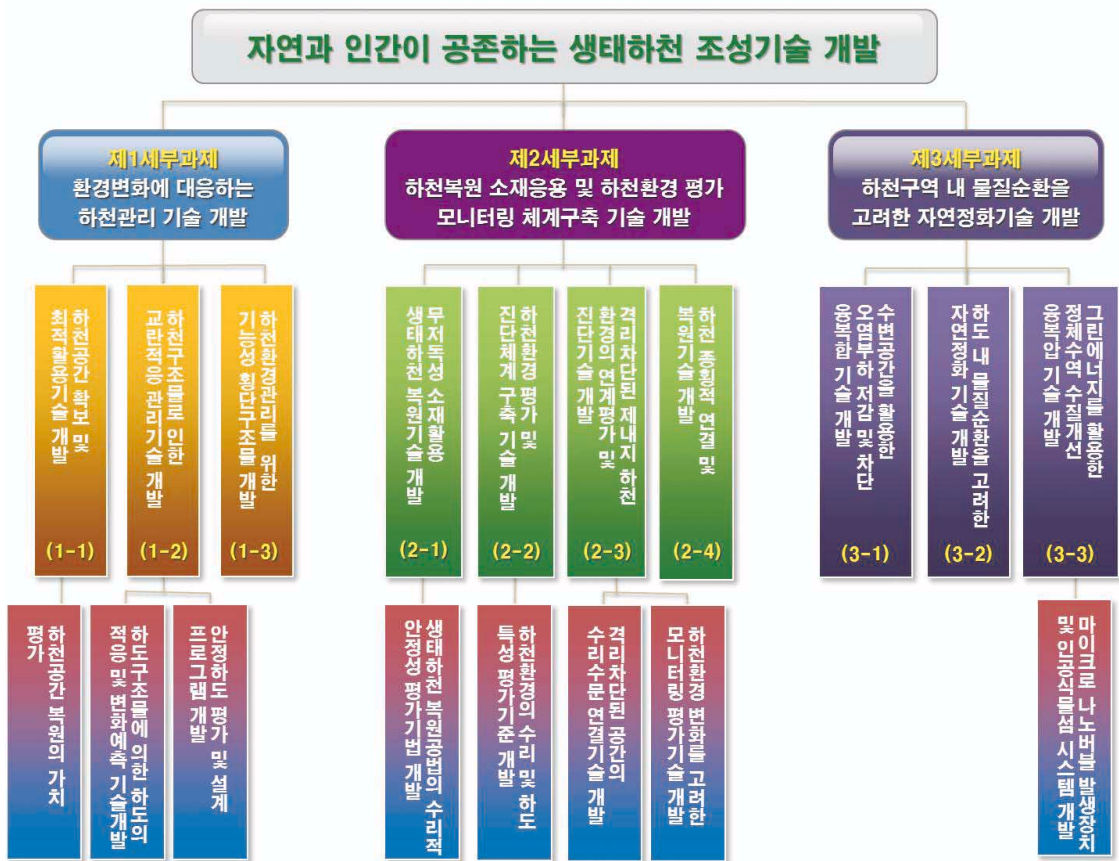 자연과 인간이 공존하는 생태하천 조성기술 개발
제1세부과제
환경변화에 대응하는
하천관리 기술 개발
제2세부과제
하천복원 소재응용 및 하천환경 평가
모니터링 체계구축 기술 개발
제3세부과제
하천구역 내 물질순환을
고려한 자연정화기술 개발
하천공간 확보 및
최적활용기술 개발
(1-1)
하천구조물로 인한
교란적응 관리기술 개발
(1-2)
하천환경관리를 위한
기능성 횡단구조물 개발
(1-3)
무저독성 소재활용
생태하천 복원기술 개발
(2-1)
하천환경 평가 및
진단체계 구축 기술 개발
(2-2)
격리차단된 제내지 하천
환경의 연계평가 및
진단기술 개발
(2-3)
하천 종횡적 연결 및
복원기술 개발
(2-4)
수변공간을 활용한
오염부하 저감 및 차단
융복합 기술 개발
(3-1)
하도 내 물질순환을 고려한
자연정화 기술 개발
(3-2)
그린에너지를 활용한
정체수역 수질개선
융복압 기술 개발
(3-3)
하천공간 복원의 가치
평가
하도구조물에 의한 하도의
적응 및 변화예측 기술개발
안정하도 평가 및 설계
프로그램 개발
생태하천 복원공법의 수리적
안정성 평가기법 개발
하천환경의 수리 및 하도
특성 평가기준 개발
격리차단된 공간의
수리수문 연결기술 개발
하천환경 변화를 고려한
모니터링 평가기술 개발
마이크로 나노버블 발생장치
및 인공식물섬 시스템 개발